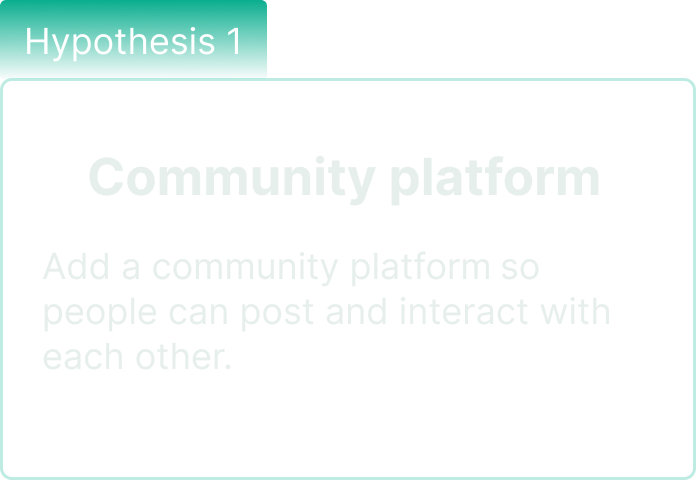 Hypothesis 1
Community platform
Add a community platform so
people can post and interact with
each other.